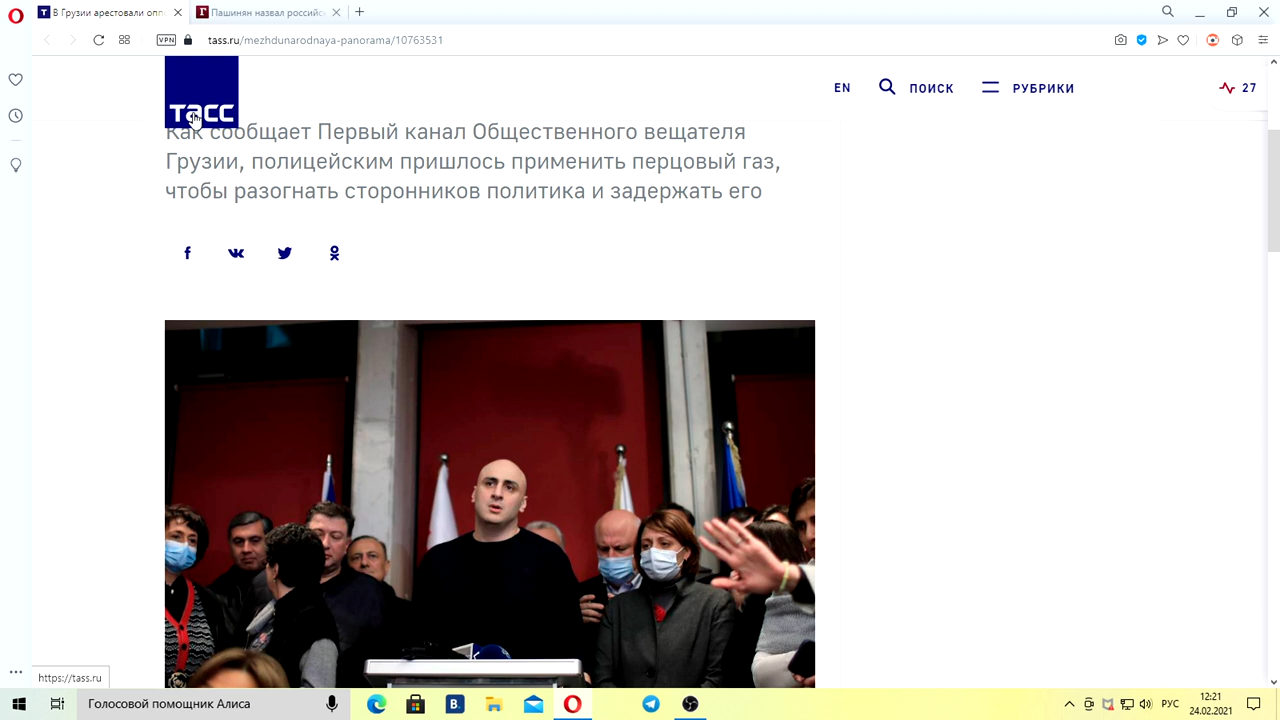 В Грузии арестовали опп
Пашинян назвал российск
VPN
tass.ru/mezhdunarodnaya-panorama/10763531
ТАСС
EN
ПОИСК
РУБРИКИ
27
Как сообщает Первый канал Общественного вещателя
Грузии, полицейским пришлось применить перцовый газ,
чтобы разогнать сторонников политика и задержать его
https://tass.ru
Голосовой помощник Алиса
B.
РУС
12:21
24.02.2021